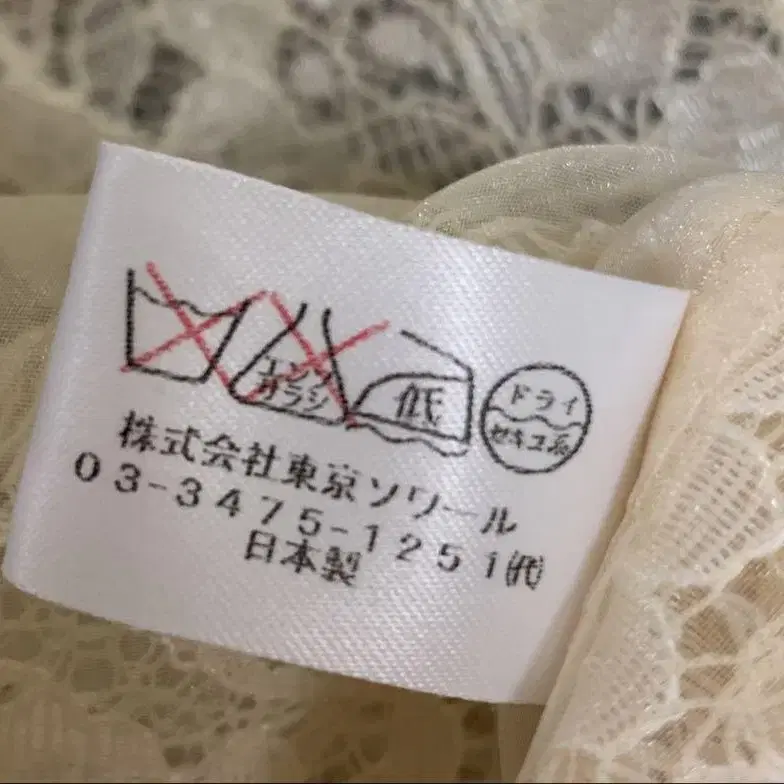 エンソ
サラシ
低
ドライ
セキユ系
株式会社東京ソワール
03-3475-1251(代)
日本製